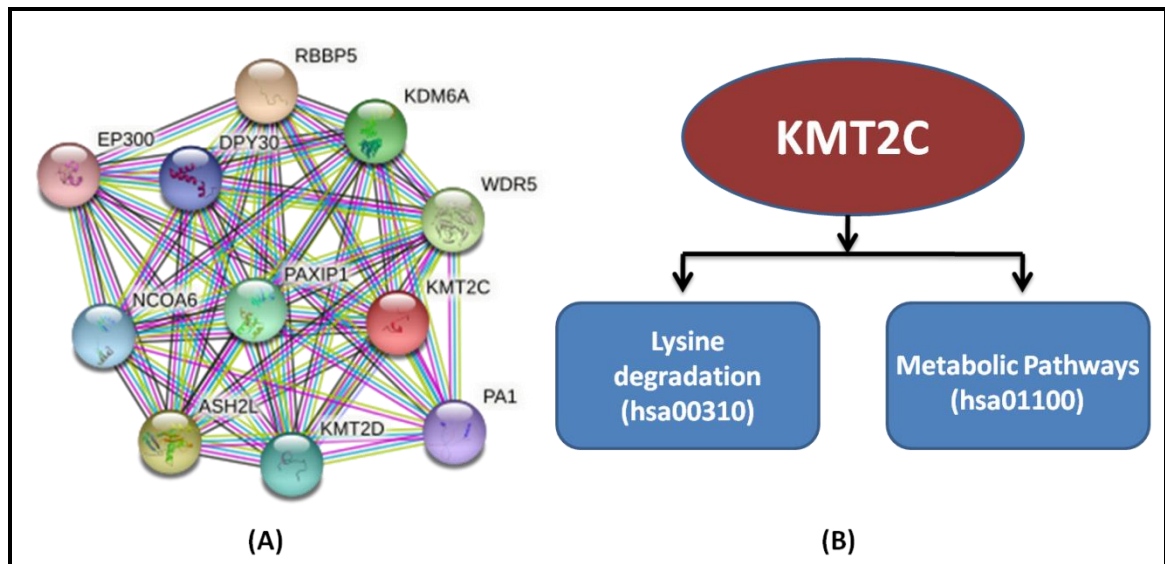 RBBP5
KDM6A
EP300
DPY30
WDR5
PAXIP1
KMT2C
NCOA6
PA1
ASH2L
KMT2D
(A)
KMT2C
Lysine
degradation
(hsa00310)
Metabolic Pathways
(hsa01100)
(B)